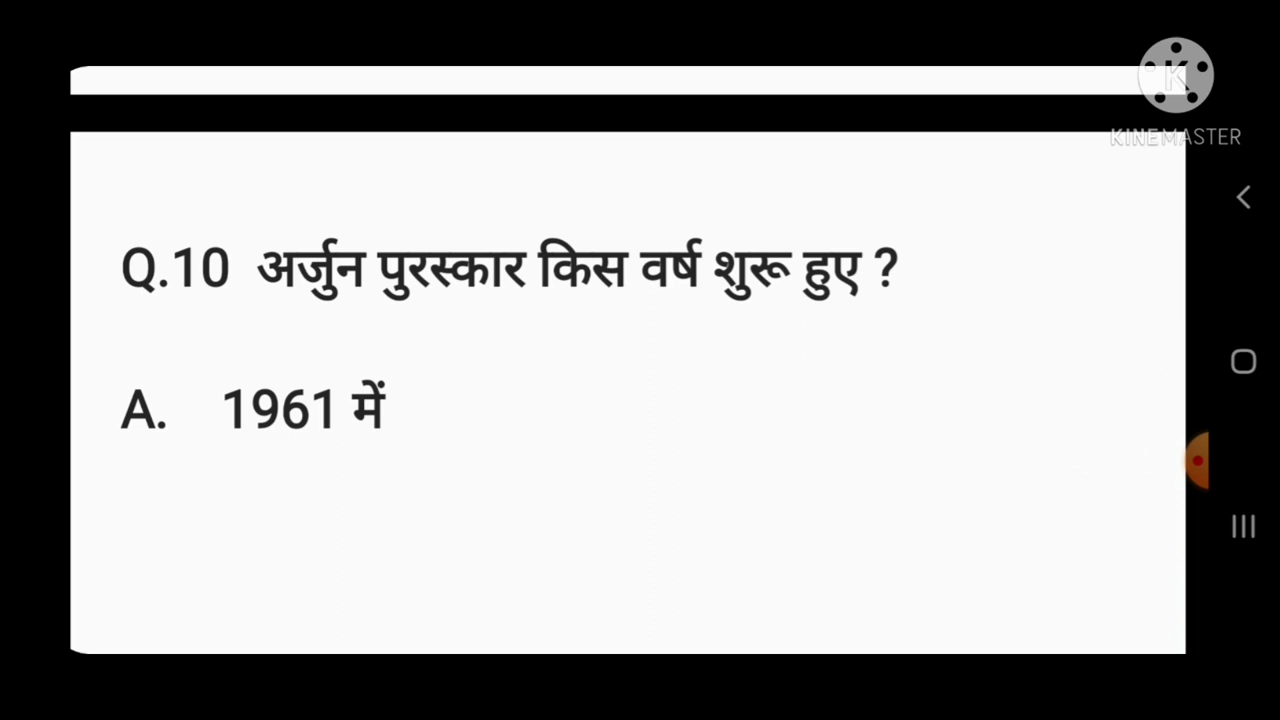 K
KINEMASTER
Q.10 अर्जुन पुरस्कार किस वर्ष शुरू हुए ?
A. 1961 में